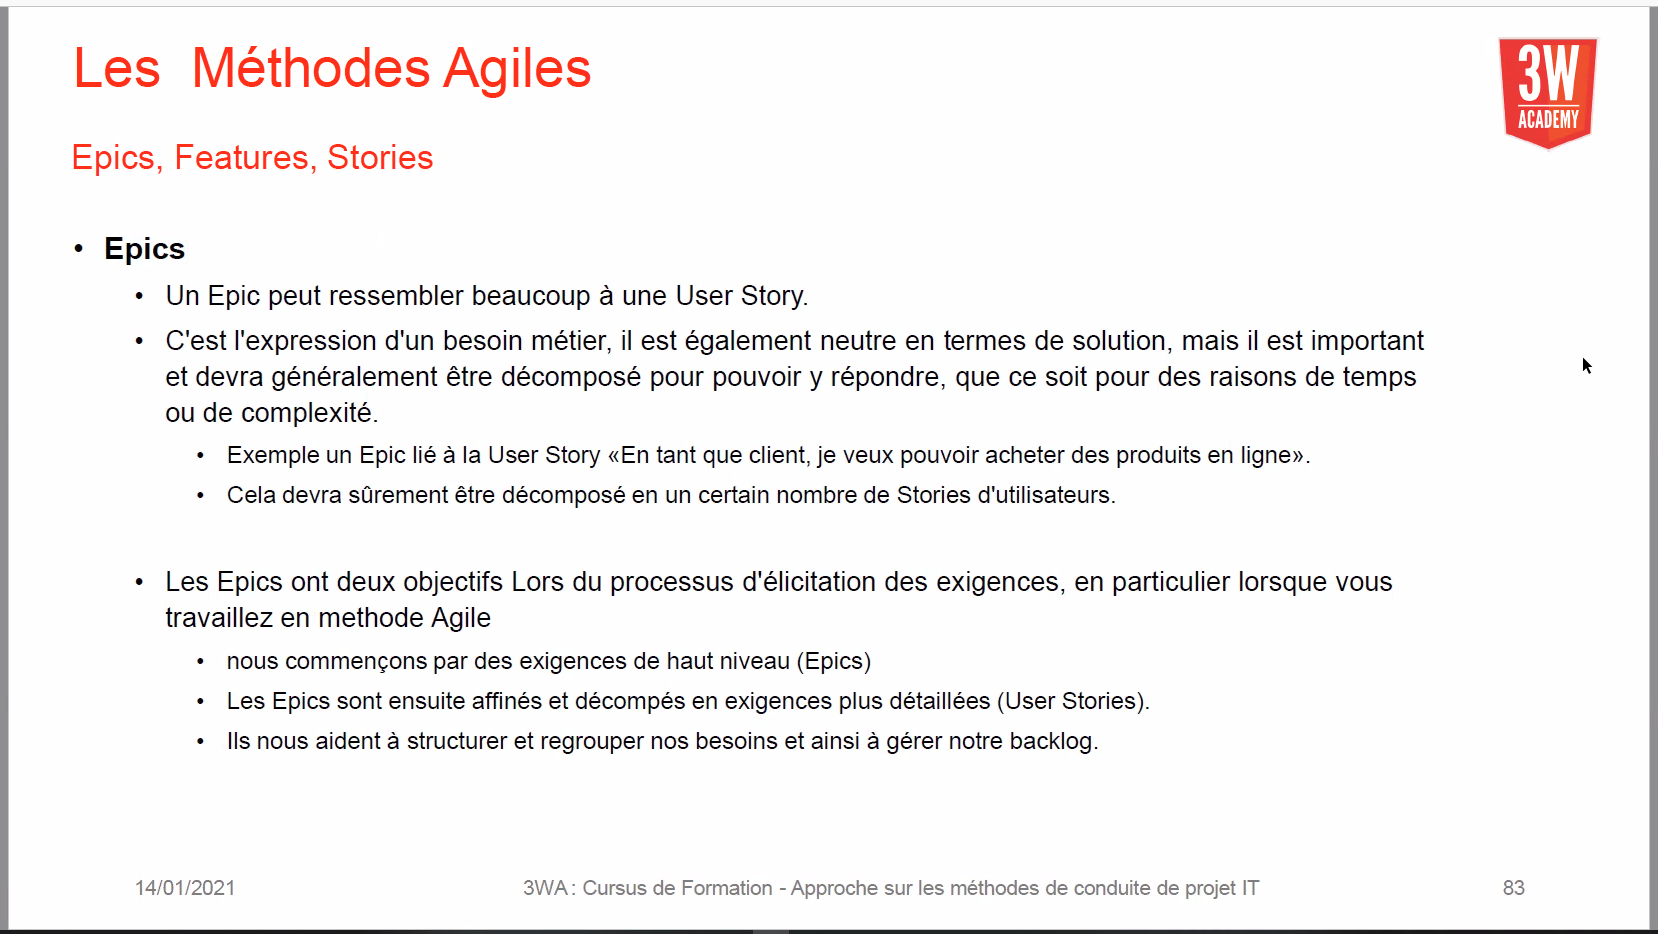 Les Méthodes Agiles
3W
ACADEMY
Epics, Features, Stories
• Epics
• Un Epic peut ressembler beaucoup à une User Story.
• C'est l'expression d'un besoin métier, il est également neutre en termes de solution, mais il est important
et devra généralement être décomposé pour pouvoir y répondre, que ce soit pour des raisons de temps
ou de complexité.
• Exemple un Epic lié à la User Story «En tant que client, je veux pouvoir acheter des produits en ligne».
• Cela devra sûrement être décomposé en un certain nombre de Stories d'utilisateurs.
• Les Epics ont deux objectifs Lors du processus d'élicitation des exigences, en particulier lorsque vous
travaillez en methode Agile
• nous commençons par des exigences de haut niveau (Epics)
• Les Epics sont ensuite affinés et décompés en exigences plus détaillées (User Stories).
• Ils nous aident à structurer et regrouper nos besoins et ainsi à gérer notre backlog.
14/01/2021
3WA : Cursus de Formation - Approche sur les méthodes de conduite de projet IT
83